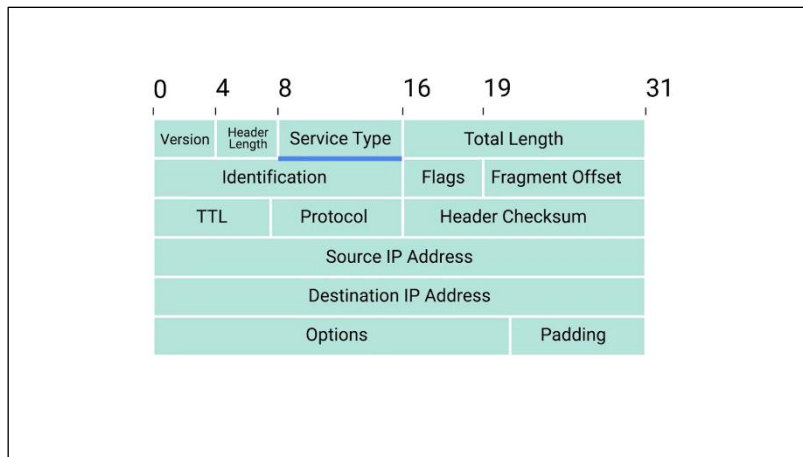 0 4 8 16 19 31
Version Header Length Service Type Total Length
Identification Flags Fragment Offset
TTL Protocol Header Checksum
Source IP Address
Destination IP Address
Options Padding